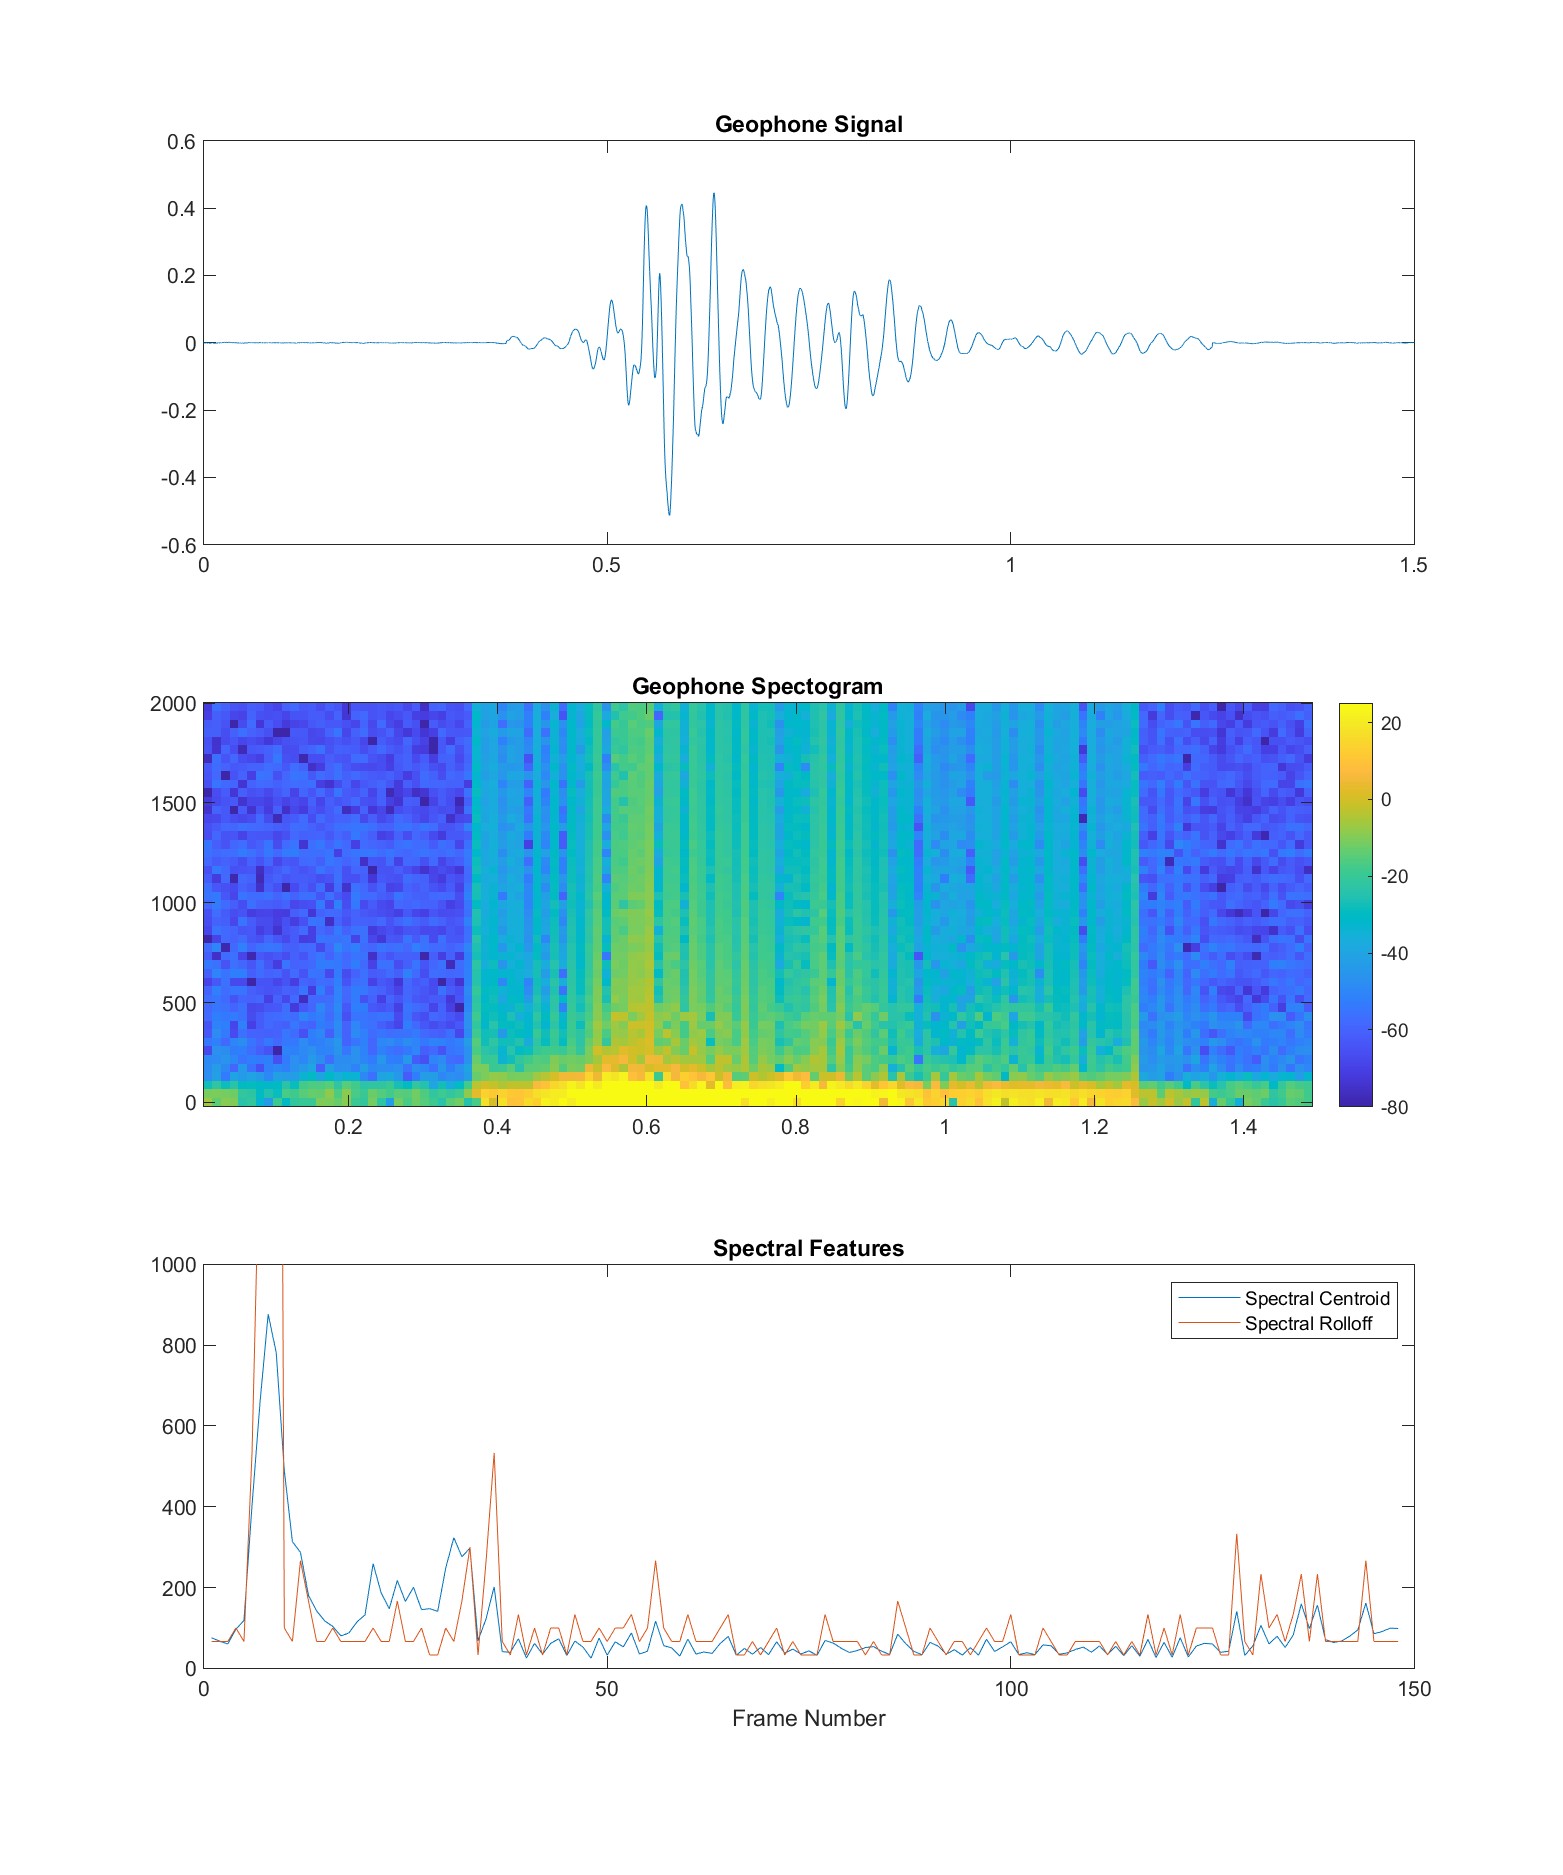 Geophone Signal
0.6
0.4
0.2
0
-0.2
-0.4
-0.6
0 0.5 1 1.5
Geophone Spectogram
2000
1500
1000
500
0
20
0
-20
-40
-60
-80
0.2 0.4 0.6 0.8 1 1.2 1.4
Spectral Features
1000
800
600
400
200
0
Spectral Centroid
Spectral Rolloff
0 50 100 150
Frame Number